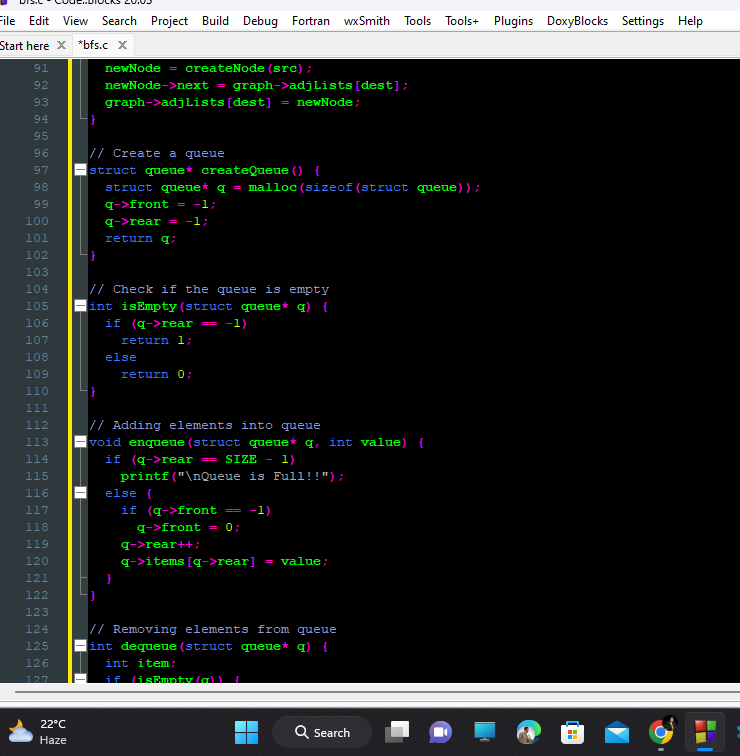 bfs.c - Code::Blocks 20.03
File Edit View Search Project Build Debug Fortran wxSmith Tools Tools+ Plugins DoxyBlocks Settings Help
Start here X *bfs.c X
91 newNode = createNode(src);
92 newNode->next = graph->adjLists[dest];
93 graph->adjLists[dest] = newNode;
94 }
95
96 // Create a queue
97 struct queue* createQueue() {
98 struct queue* q = malloc(sizeof(struct queue));
99 q->front = -1;
100 q->rear = -1;
101 return q;
102 }
103
104 // Check if the queue is empty
105 int isEmpty(struct queue* q) {
106 if (q->rear == -1)
107 return 1;
108 else
109 return 0;
110 }
111
112 // Adding elements into queue
113 void enqueue(struct queue* q, int value) {
114 if (q->rear == SIZE - 1)
115 printf("\nQueue is Full!!");
116 else {
117 if (q->front == -1)
118 q->front = 0;
119 q->rear++;
120 q->items[q->rear] = value;
121 }
122 }
123
124 // Removing elements from queue
125 int dequeue(struct queue* q) {
126 int item;
127 if (isEmpty(q)) {
22°C
Haze
Search